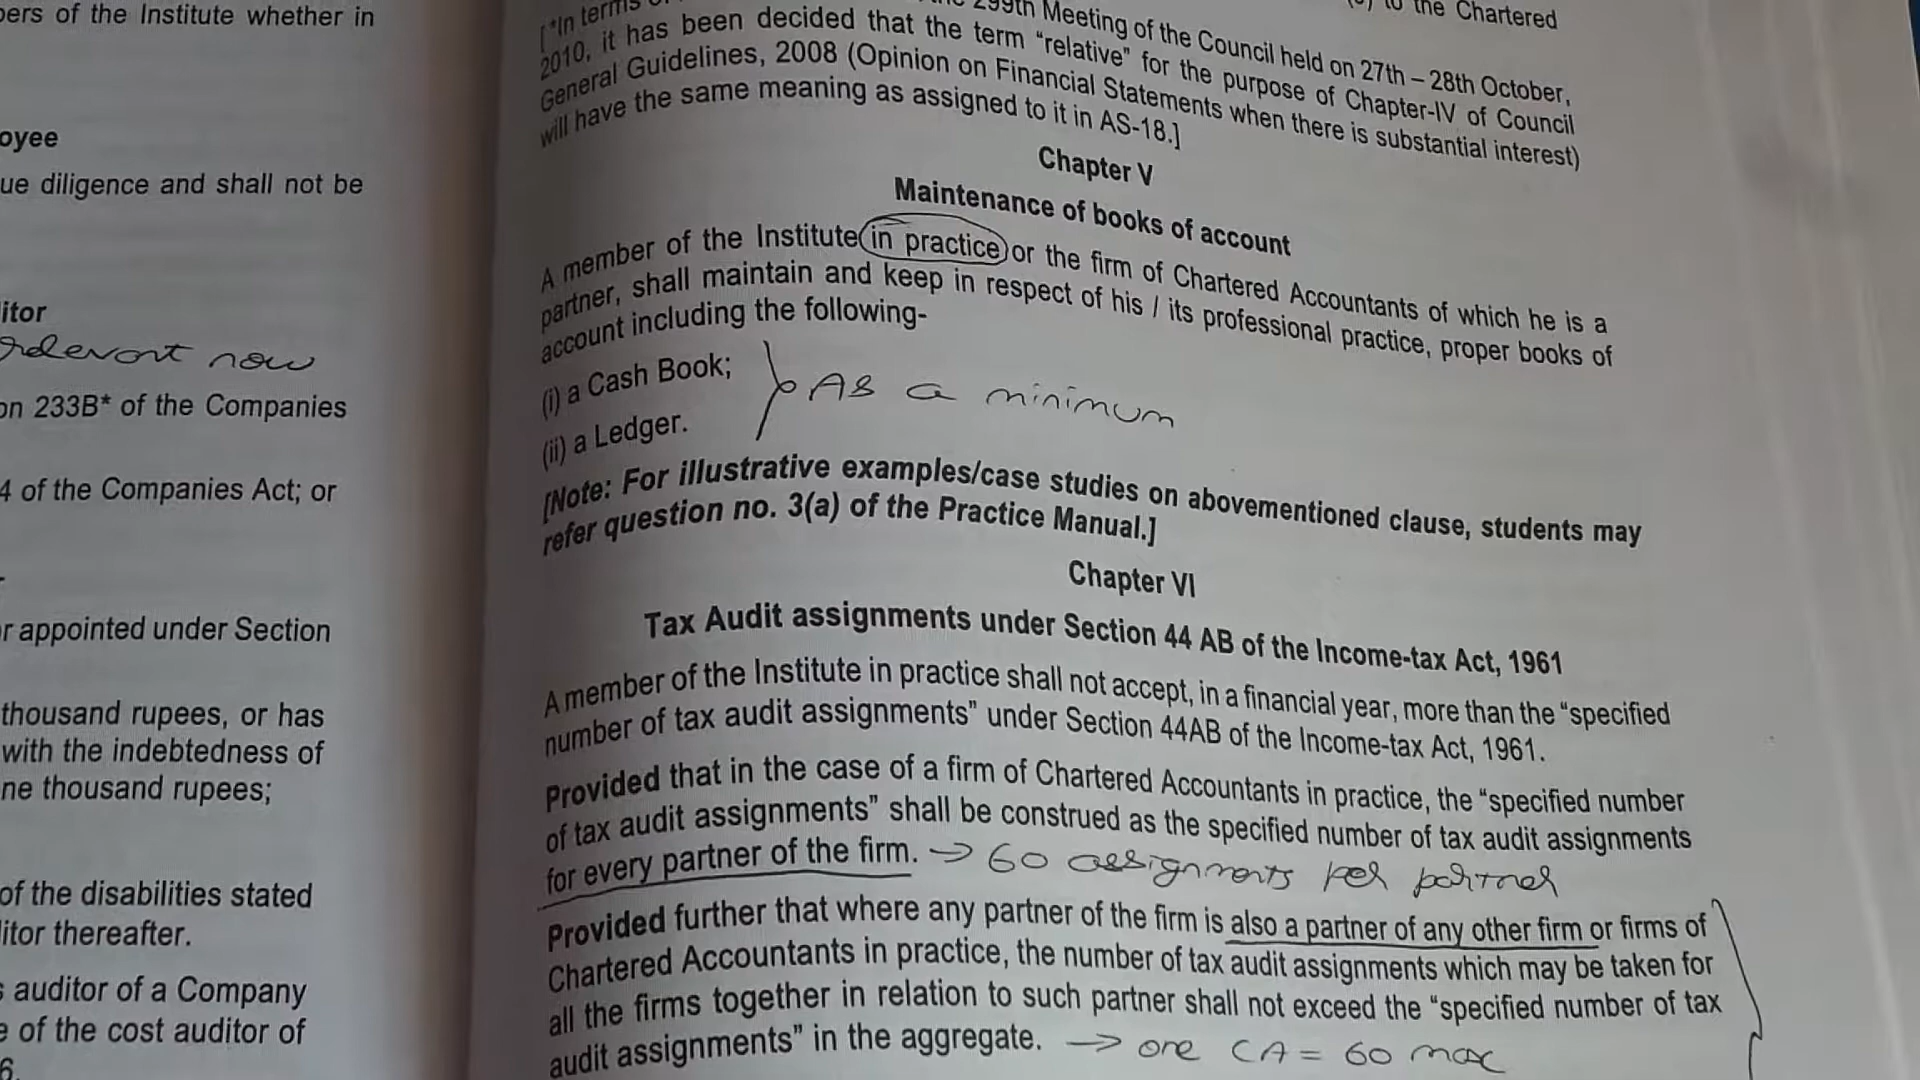 bers of the Institute whether in
oyee
ue diligence and shall not be
itor
relevant now
on 233B* of the Companies
4 of the Companies Act; or
r appointed under Section
thousand rupees, or has
with the indebtedness of
ne thousand rupees;
of the disabilities stated
itor thereafter.
s auditor of a Company
e of the cost auditor of
6.
to the Chartered
[*In terms 299th Meeting of the Council held on 27th – 28th October,
2010, it has been decided that the term “relative” for the purpose of Chapter-IV of Council
General Guidelines, 2008 (Opinion on Financial Statements when there is substantial interest)
will have the same meaning as assigned to it in AS-18.]
Chapter V
Maintenance of books of account
A member of the Institute in practice or the firm of Chartered Accountants of which he is a
partner, shall maintain and keep in respect of his / its professional practice, proper books of
account including the following-
(i) a Cash Book;
(ii) a Ledger.
As a minimum
[Note: For illustrative examples/case studies on abovementioned clause, students may
refer question no. 3(a) of the Practice Manual.]
Chapter VI
Tax Audit assignments under Section 44 AB of the Income-tax Act, 1961
A member of the Institute in practice shall not accept, in a financial year, more than the “specified
number of tax audit assignments” under Section 44AB of the Income-tax Act, 1961.
Provided that in the case of a firm of Chartered Accountants in practice, the “specified number
of tax audit assignments” shall be construed as the specified number of tax audit assignments
for every partner of the firm. → 60 assignments per partner
Provided further that where any partner of the firm is also a partner of any other firm or firms of
Chartered Accountants in practice, the number of tax audit assignments which may be taken for
all the firms together in relation to such partner shall not exceed the “specified number of tax
audit assignments” in the aggregate. → one CA = 60 max